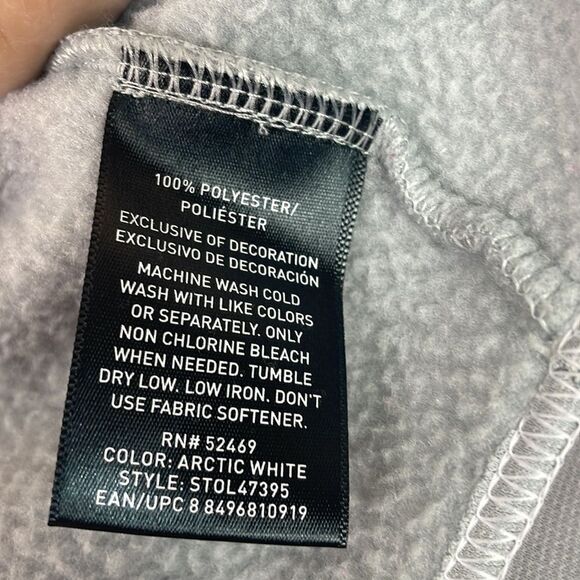 100% POLYESTER/
POLIÉSTER
EXCLUSIVE OF DECORATION
EXCLUSIVO DE DECORACIÓN
MACHINE WASH COLD
WASH WITH LIKE COLORS
OR SEPARATELY. ONLY
NON CHLORINE BLEACH
WHEN NEEDED. TUMBLE
DRY LOW. LOW IRON. DON'T
USE FABRIC SOFTENER.
RN# 52469
COLOR: ARCTIC WHITE
STYLE: STOL47395
EAN/UPC 8 8496810919